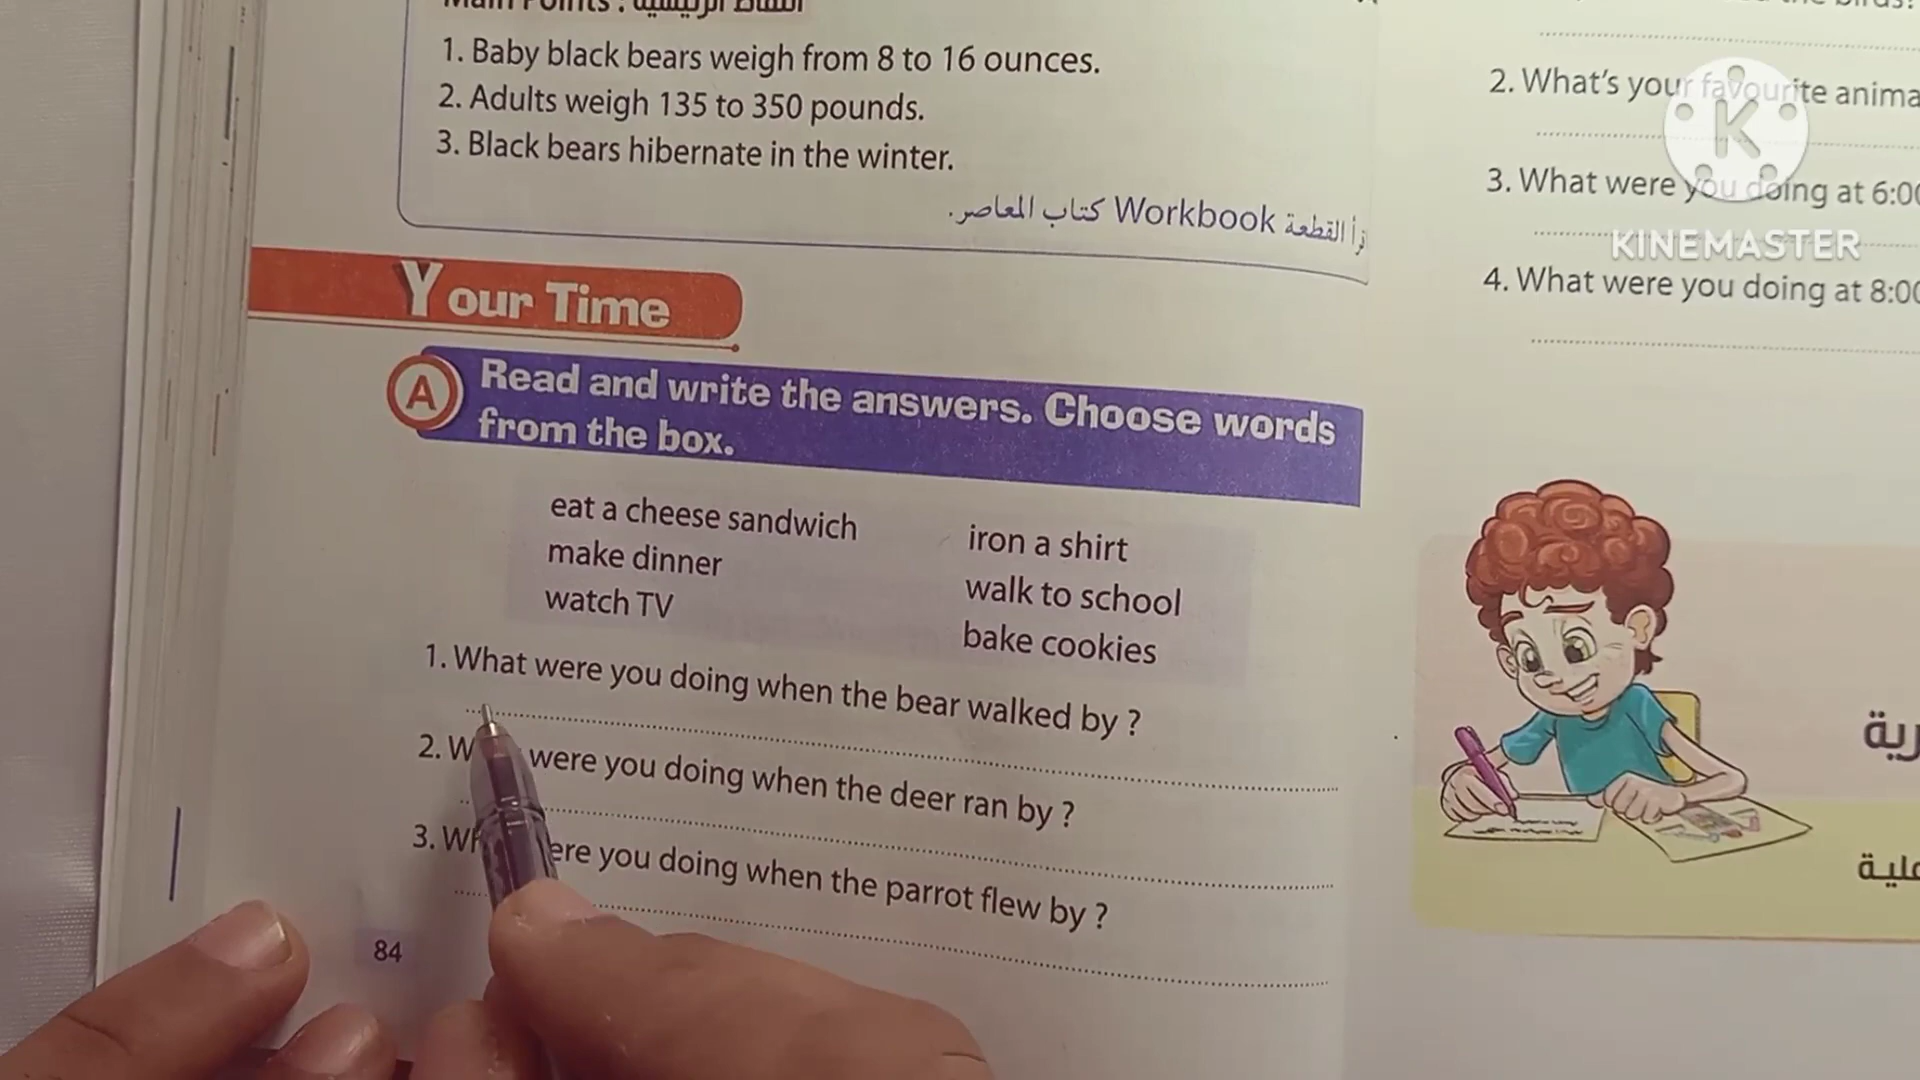 Main Points : النقاط الرئيسية
1. Baby black bears weigh from 8 to 16 ounces.
2. Adults weigh 135 to 350 pounds.
3. Black bears hibernate in the winter.
القطعة Workbook كتاب المعاصر.
Your Time
A Read and write the answers. Choose words
from the box.
eat a cheese sandwich
make dinner
watch TV
iron a shirt
walk to school
bake cookies
1. What were you doing when the bear walked by ?
2. were you doing when the deer ran by ?
3. you doing when the parrot flew by ?
84
the birds?
2. What's your favourite
3. What were you doing at 6:00
4. What were you doing at 8:00
K
KINEMASTER